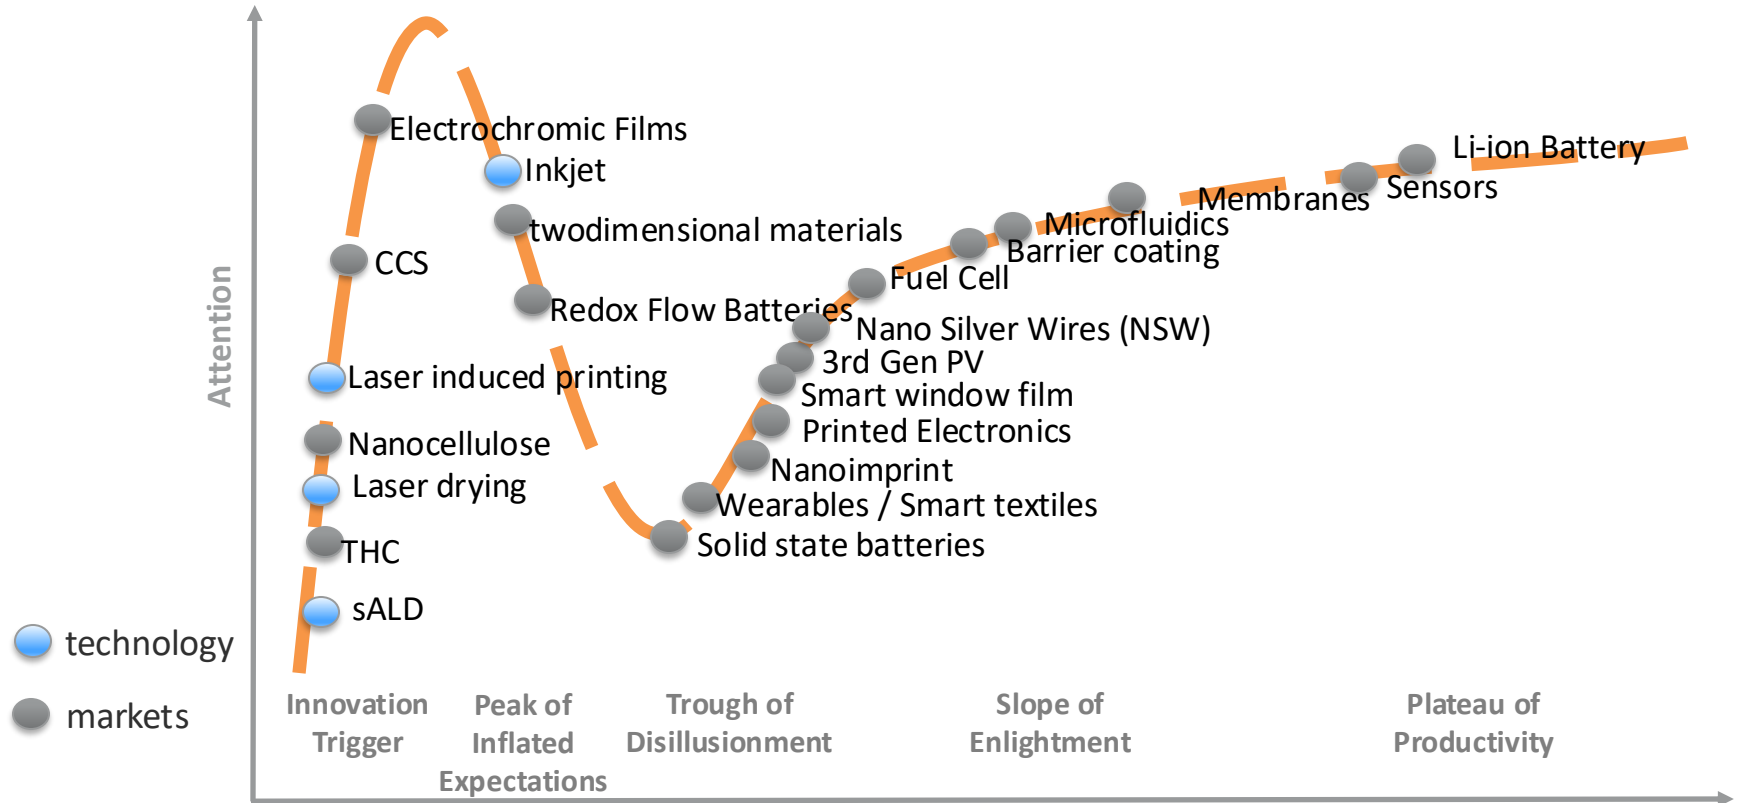 Electrochromic Films
Inkjet
twodimensional materials
CCS
Redox Flow Batteries
Laser induced printing
Nanocellulose
Laser drying
THC
sALD
Li-ion Battery
Sensors
Membranes
Microfluidics
Barrier coating
Fuel Cell
Nano Silver Wires (NSW)
3rd Gen PV
Smart window film
Printed Electronics
Nanoimprint
Wearables / Smart textiles
Solid state batteries
Attention
technology
markets
Innovation
Trigger
Peak of
Inflated
Expectations
Trough of
Disillusionment
Slope of
Enlightment
Plateau of
Productivity